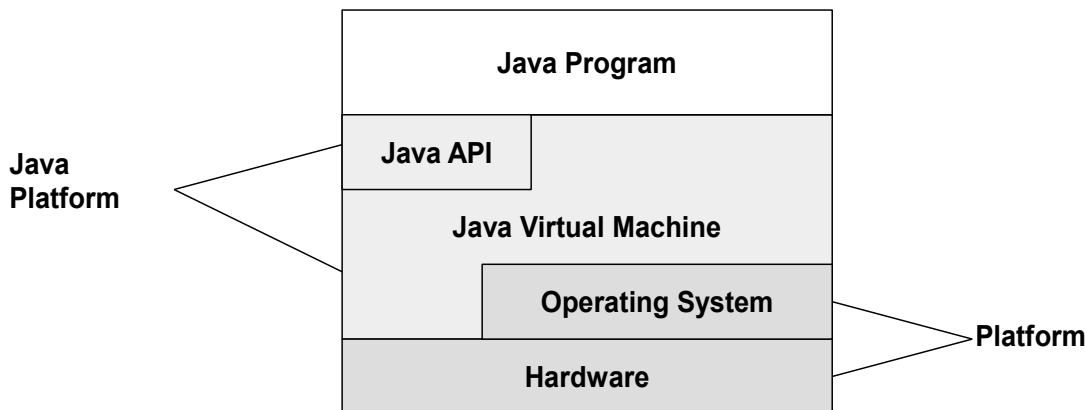 Java Program
Java API
Java
Platform
Java Virtual Machine
Operating System
Platform
Hardware